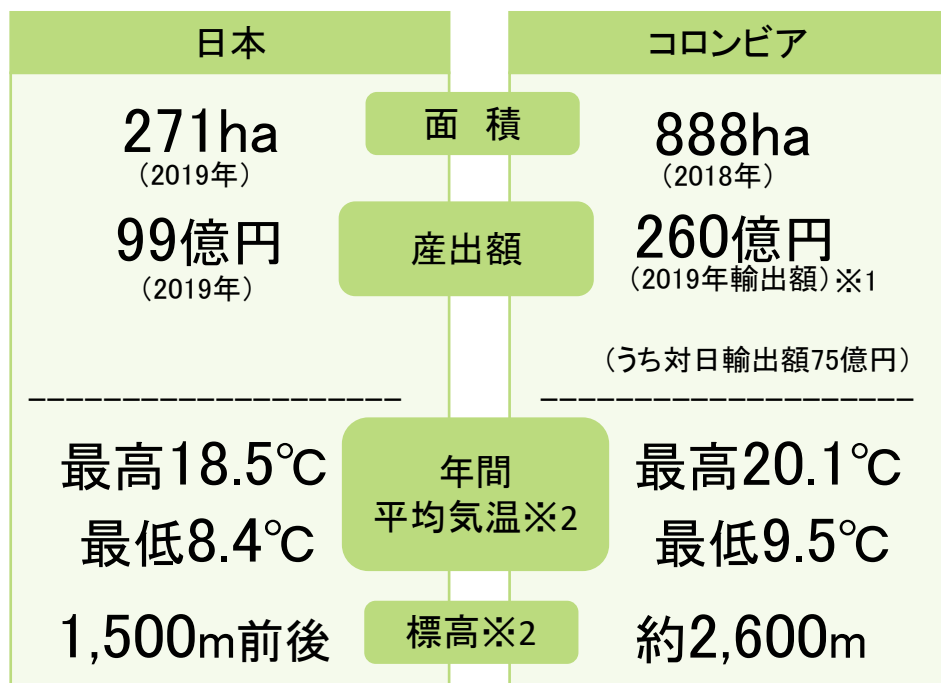 日本
コロンビア
271ha
(2019年)
面 積
888ha
(2018年)
99億円
(2019年)
産出額
260億円
(2019年輸出額)※1
(うち対日輸出額75億円)
--------------------
--------------------
最高18.5℃
最低8.4℃
年間
平均気温※2
最高20.1℃
最低9.5℃
1,500m前後
標高※2
約2,600m